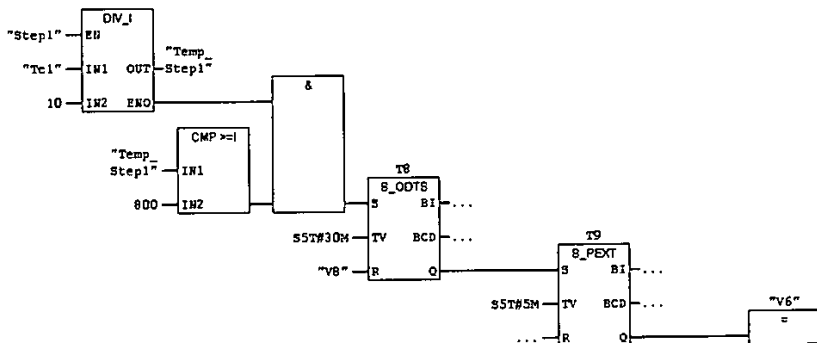 DIV_I
"Step1" EN
"Temp_
"Tc1" IN1 OUT Step1"
10 IN2 ENO
&
CMP >=I
"Temp_
Step1" IN1
800 IN2
T8
S_ODTS
S BI ...
S5T#30M TV BCD ...
"V8" R Q
T9
S_PEXT
S BI ...
S5T#5M TV BCD ...
... R Q
"V6"
=